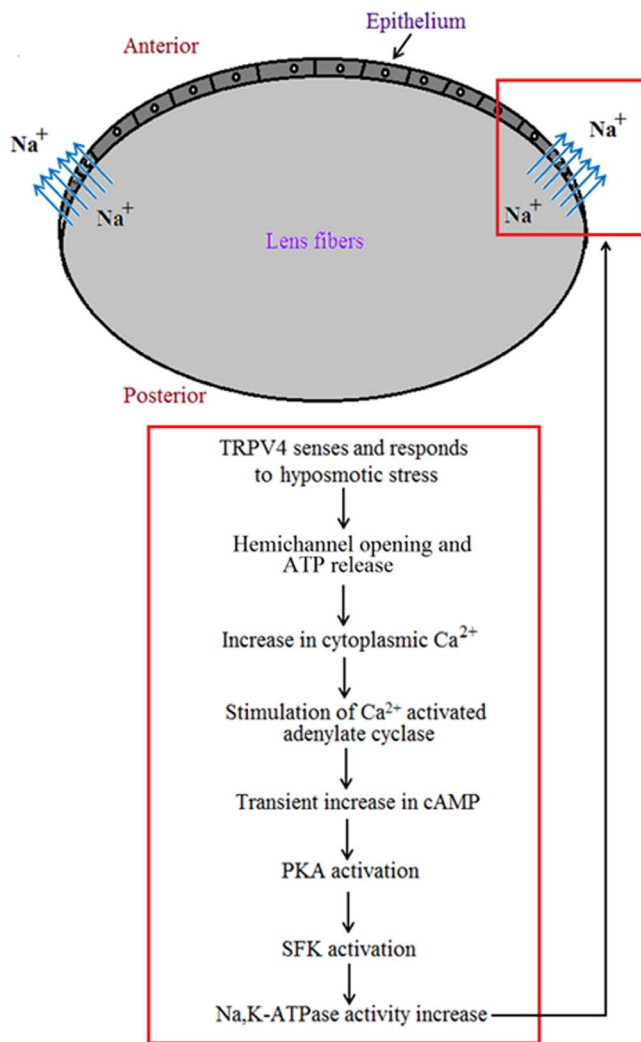 Epithelium
Anterior
Na+
Na+
Na+
Na+
Lens fibers
Posterior
TRPV4 senses and responds
to hyposmotic stress
Hemichannel opening and
ATP release
Increase in cytoplasmic Ca2+
Stimulation of Ca2+ activated
adenylate cyclase
Transient increase in cAMP
PKA activation
SFK activation
Na,K-ATPase activity increase